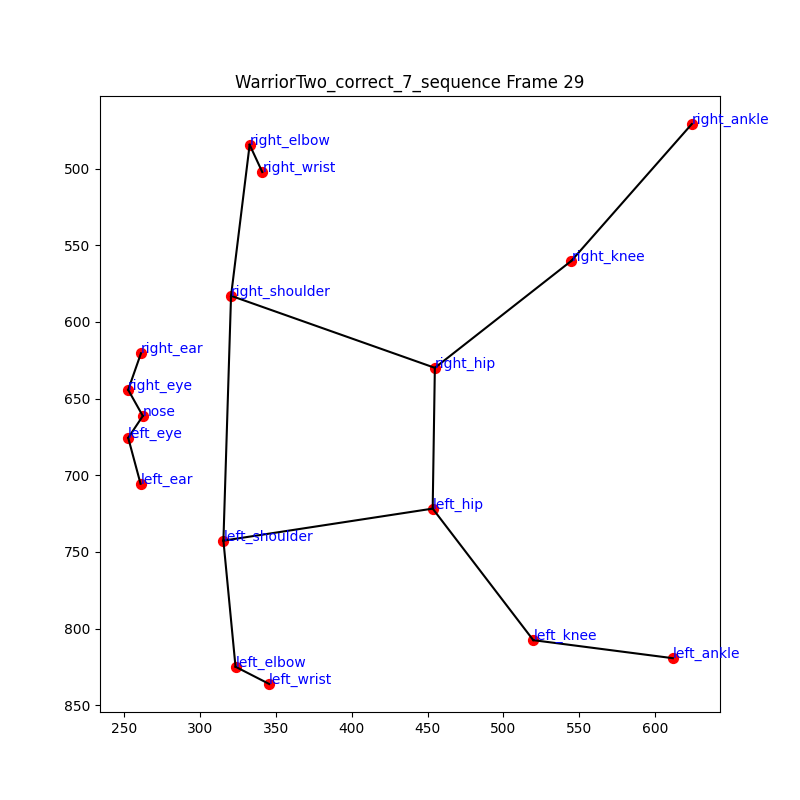 WarriorTwo_correct_7_sequence Frame 29
right_ankle
right_elbow
right_wrist
right_knee
right_shoulder
right_ear
right_hip
right_eye
nose
left_eye
left_ear
left_hip
left_shoulder
left_knee
left_ankle
left_elbow
left_wrist
500
550
600
650
700
750
800
850
250 300 350 400 450 500 550 600